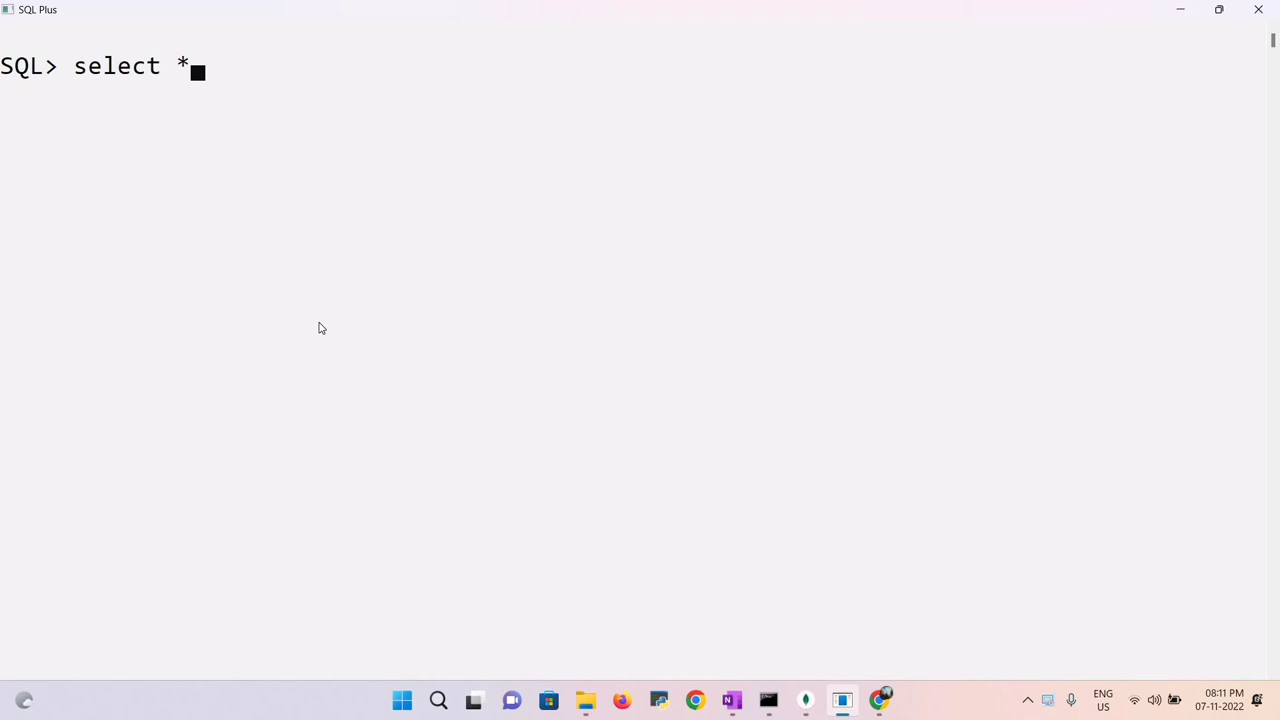 SQL Plus
SQL> select *
ENG
US
08:11 PM
07-11-2022